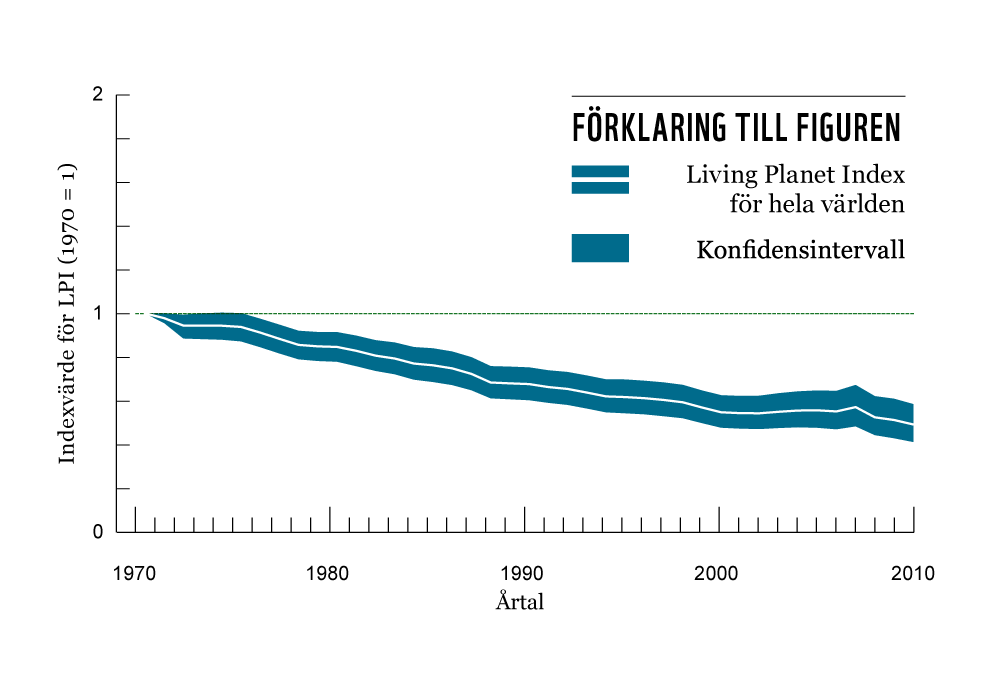 2
FÖRKLARING TILL FIGUREN
Living Planet Index
för hela världen
Konfidensintervall
Indexvärde för LPI (1970 = 1)
1
0
1970 1980 1990 2000 2010
Årtal